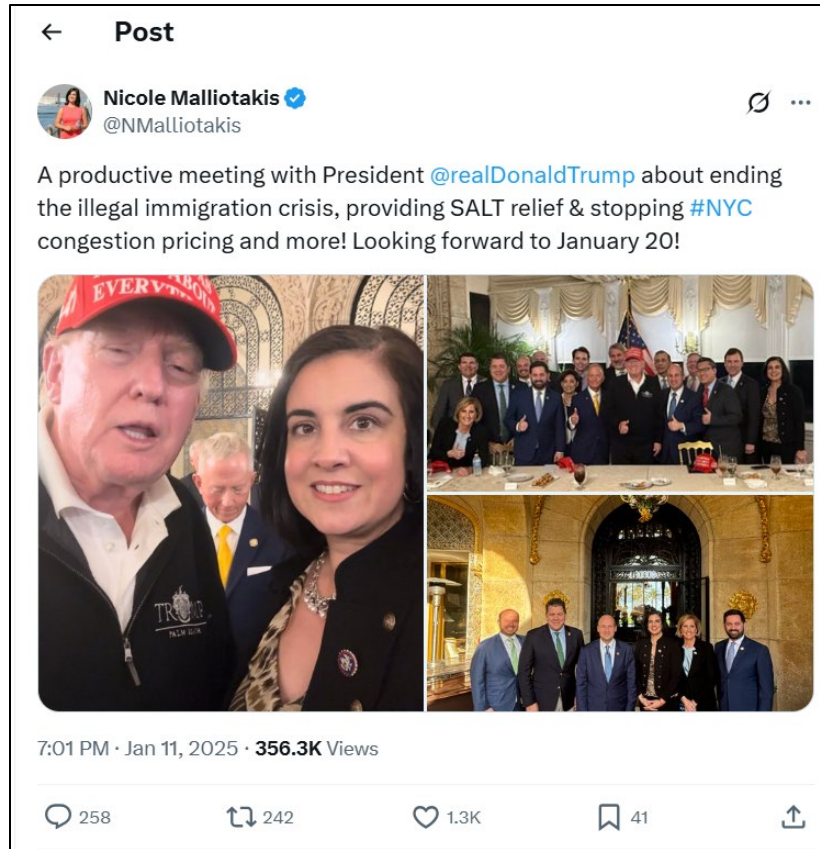 Post
Nicole Malliotakis
@NMalliotakis
A productive meeting with President @realDonaldTrump about ending
the illegal immigration crisis, providing SALT relief & stopping #NYC
congestion pricing and more! Looking forward to January 20!
ABOUT
EVERYTHING
TRUMP
PALM BEACH
7:01 PM · Jan 11, 2025 · 356.3K Views
258
242
1.3K
41